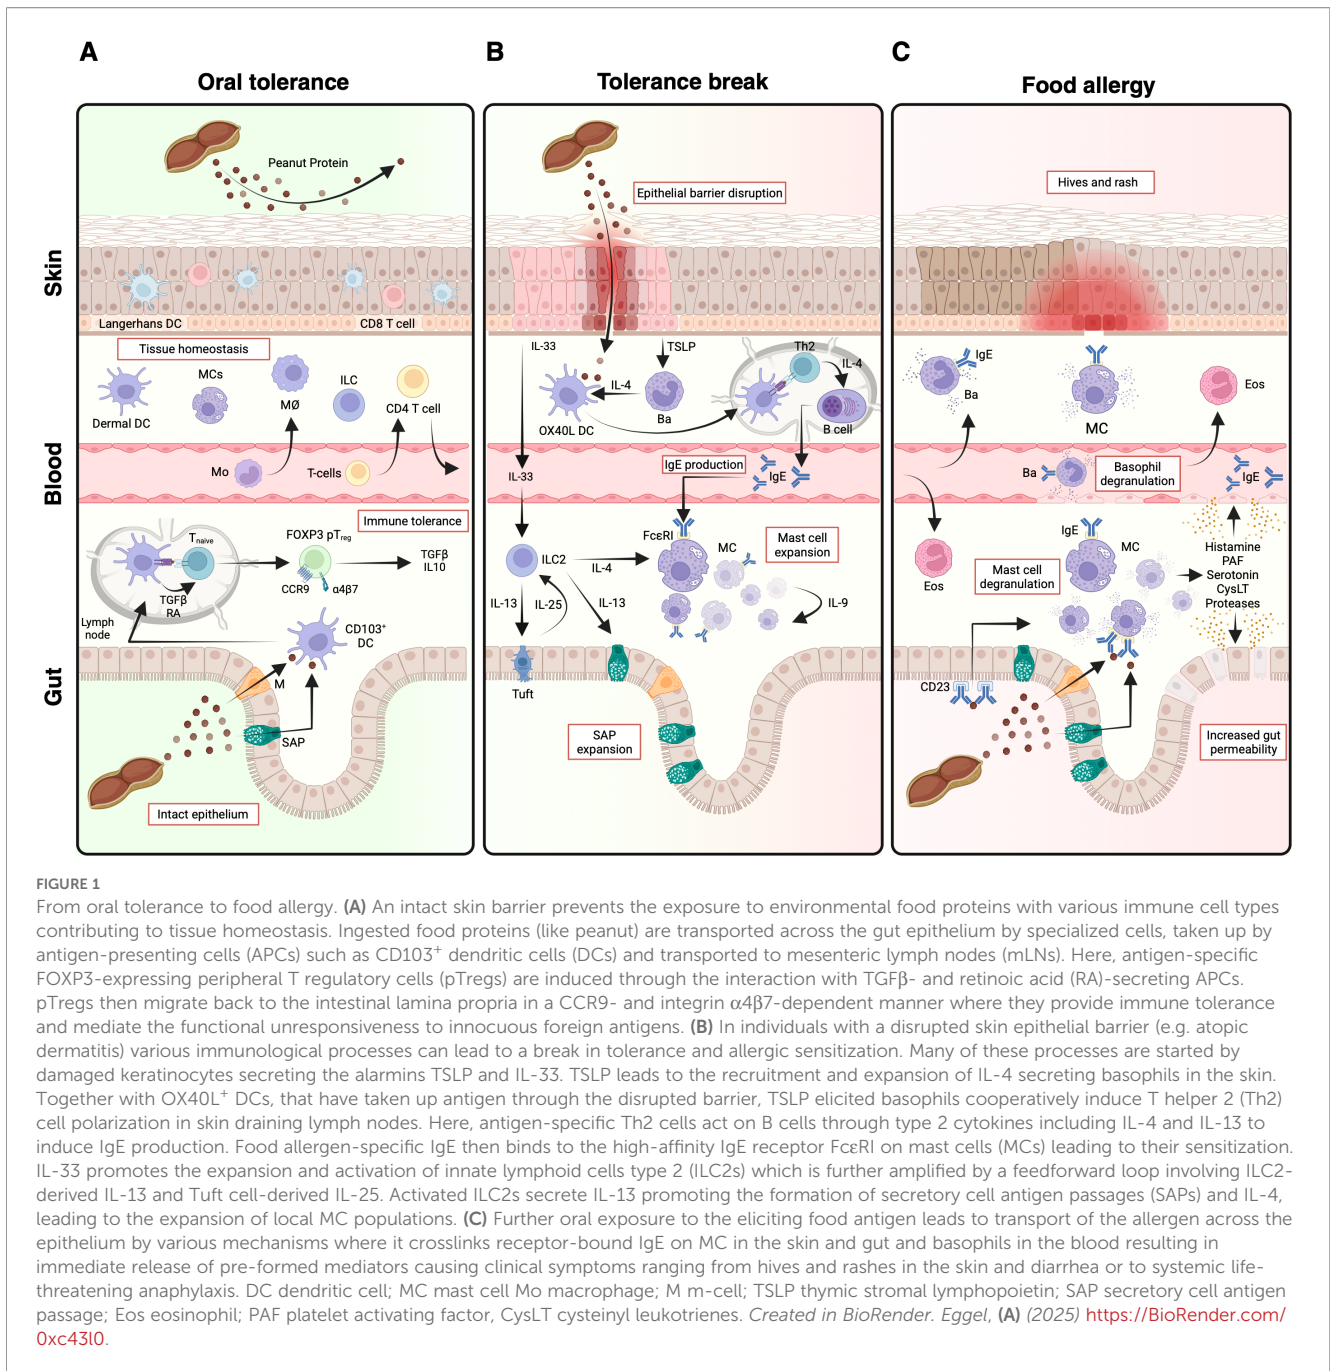 A
Oral tolerance
B
Tolerance break
C
Food allergy
Skin
Blood
Gut
Peanut Protein
Langerhans DC
CD8 T cell
Tissue homeostasis
MCs
Dermal DC
MØ
ILC
CD4 T cell
Mo
T-cells
Immune tolerance
Tnaive
FOXP3 pTreg
TGFβ
IL10
CCR9
α4β7
TGFβ
RA
Lymph
node
CD103+
DC
M
SAP
Intact epithelium
Epithelial barrier disruption
IL-33
TSLP
Th2
IL-4
IL-4
OX40L DC
Ba
B cell
IgE production
IL-33
IgE
FcεRI
MC
Mast cell
expansion
ILC2
IL-4
IL-13
IL-25
IL-13
IL-9
Tuft
SAP
expansion
Hives and rash
IgE
Ba
MC
Eos
Ba
Basophil
degranulation
IgE
IgE
MC
Eos
Mast cell
degranulation
Histamine
PAF
Serotonin
CysLT
Proteases
CD23
Increased gut
permeability
FIGURE 1
From oral tolerance to food allergy. (A) An intact skin barrier prevents the exposure to environmental food proteins with various immune cell types
contributing to tissue homeostasis. Ingested food proteins (like peanut) are transported across the gut epithelium by specialized cells, taken up by
antigen-presenting cells (APCs) such as CD103+ dendritic cells (DCs) and transported to mesenteric lymph nodes (mLNs). Here, antigen-specific
FOXP3-expressing peripheral T regulatory cells (pTregs) are induced through the interaction with TGFβ- and retinoic acid (RA)-secreting APCs.
pTregs then migrate back to the intestinal lamina propria in a CCR9- and integrin α4β7-dependent manner where they provide immune tolerance
and mediate the functional unresponsiveness to innocuous foreign antigens. (B) In individuals with a disrupted skin epithelial barrier (e.g. atopic
dermatitis) various immunological processes can lead to a break in tolerance and allergic sensitization. Many of these processes are started by
damaged keratinocytes secreting the alarmins TSLP and IL-33. TSLP leads to the recruitment and expansion of IL-4 secreting basophils in the skin.
Together with OX40L+ DCs, that have taken up antigen through the disrupted barrier, TSLP elicited basophils cooperatively induce T helper 2 (Th2)
cell polarization in skin draining lymph nodes. Here, antigen-specific Th2 cells act on B cells through type 2 cytokines including IL-4 and IL-13 to
induce IgE production. Food allergen-specific IgE then binds to the high-affinity IgE receptor FcεRI on mast cells (MCs) leading to their sensitization.
IL-33 promotes the expansion and activation of innate lymphoid cells type 2 (ILC2s) which is further amplified by a feedforward loop involving ILC2-
derived IL-13 and Tuft cell-derived IL-25. Activated ILC2s secrete IL-13 promoting the formation of secretory cell antigen passages (SAPs) and IL-4,
leading to the expansion of local MC populations. (C) Further oral exposure to the eliciting food antigen leads to transport of the allergen across the
epithelium by various mechanisms where it crosslinks receptor-bound IgE on MC in the skin and gut and basophils in the blood resulting in
immediate release of pre-formed mediators causing clinical symptoms ranging from hives and rashes in the skin and diarrhea or to systemic life-
threatening anaphylaxis. DC dendritic cell; MC mast cell Mo macrophage; M m-cell; TSLP thymic stromal lymphopoietin; SAP secretory cell antigen
passage; Eos eosinophil; PAF platelet activating factor, CysLT cysteinyl leukotrienes. Created in BioRender. Eggel, (A) (2025) https://BioRender.com/
0xc43l0.